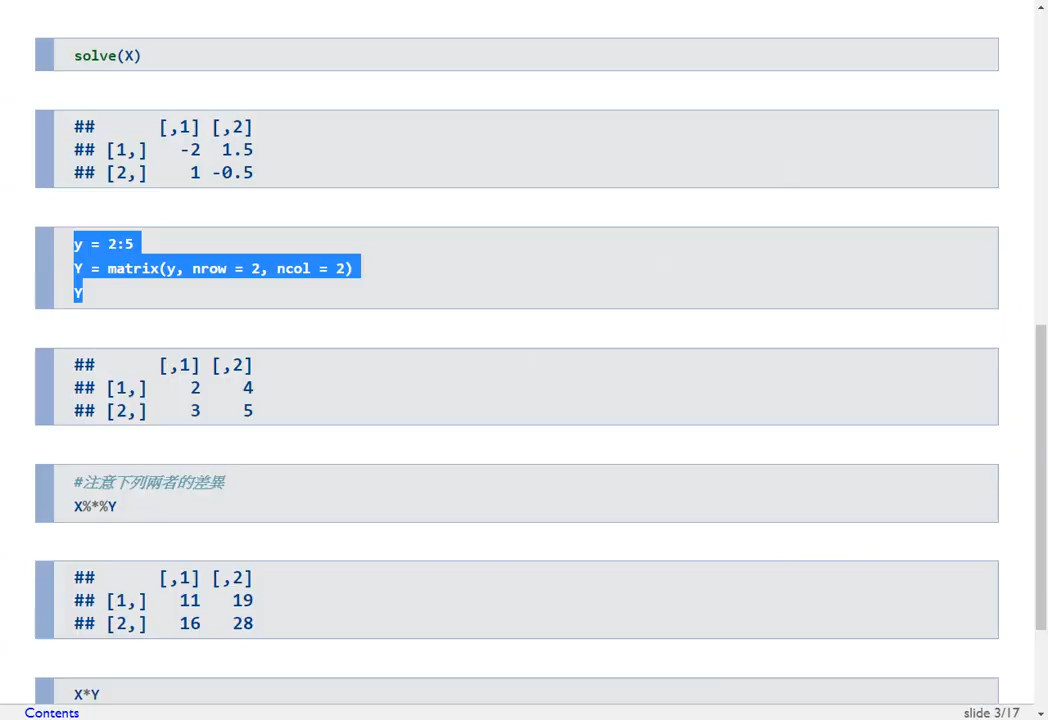 solve(X)
##      [,1] [,2]
## [1,]   -2  1.5
## [2,]    1 -0.5
y = 2:5
Y = matrix(y, nrow = 2, ncol = 2)
Y
##      [,1] [,2]
## [1,]    2    4
## [2,]    3    5
#注意下列兩者的差異
X%*%Y
##      [,1] [,2]
## [1,]   11   19
## [2,]   16   28
X*Y
Contents
slide 3/17